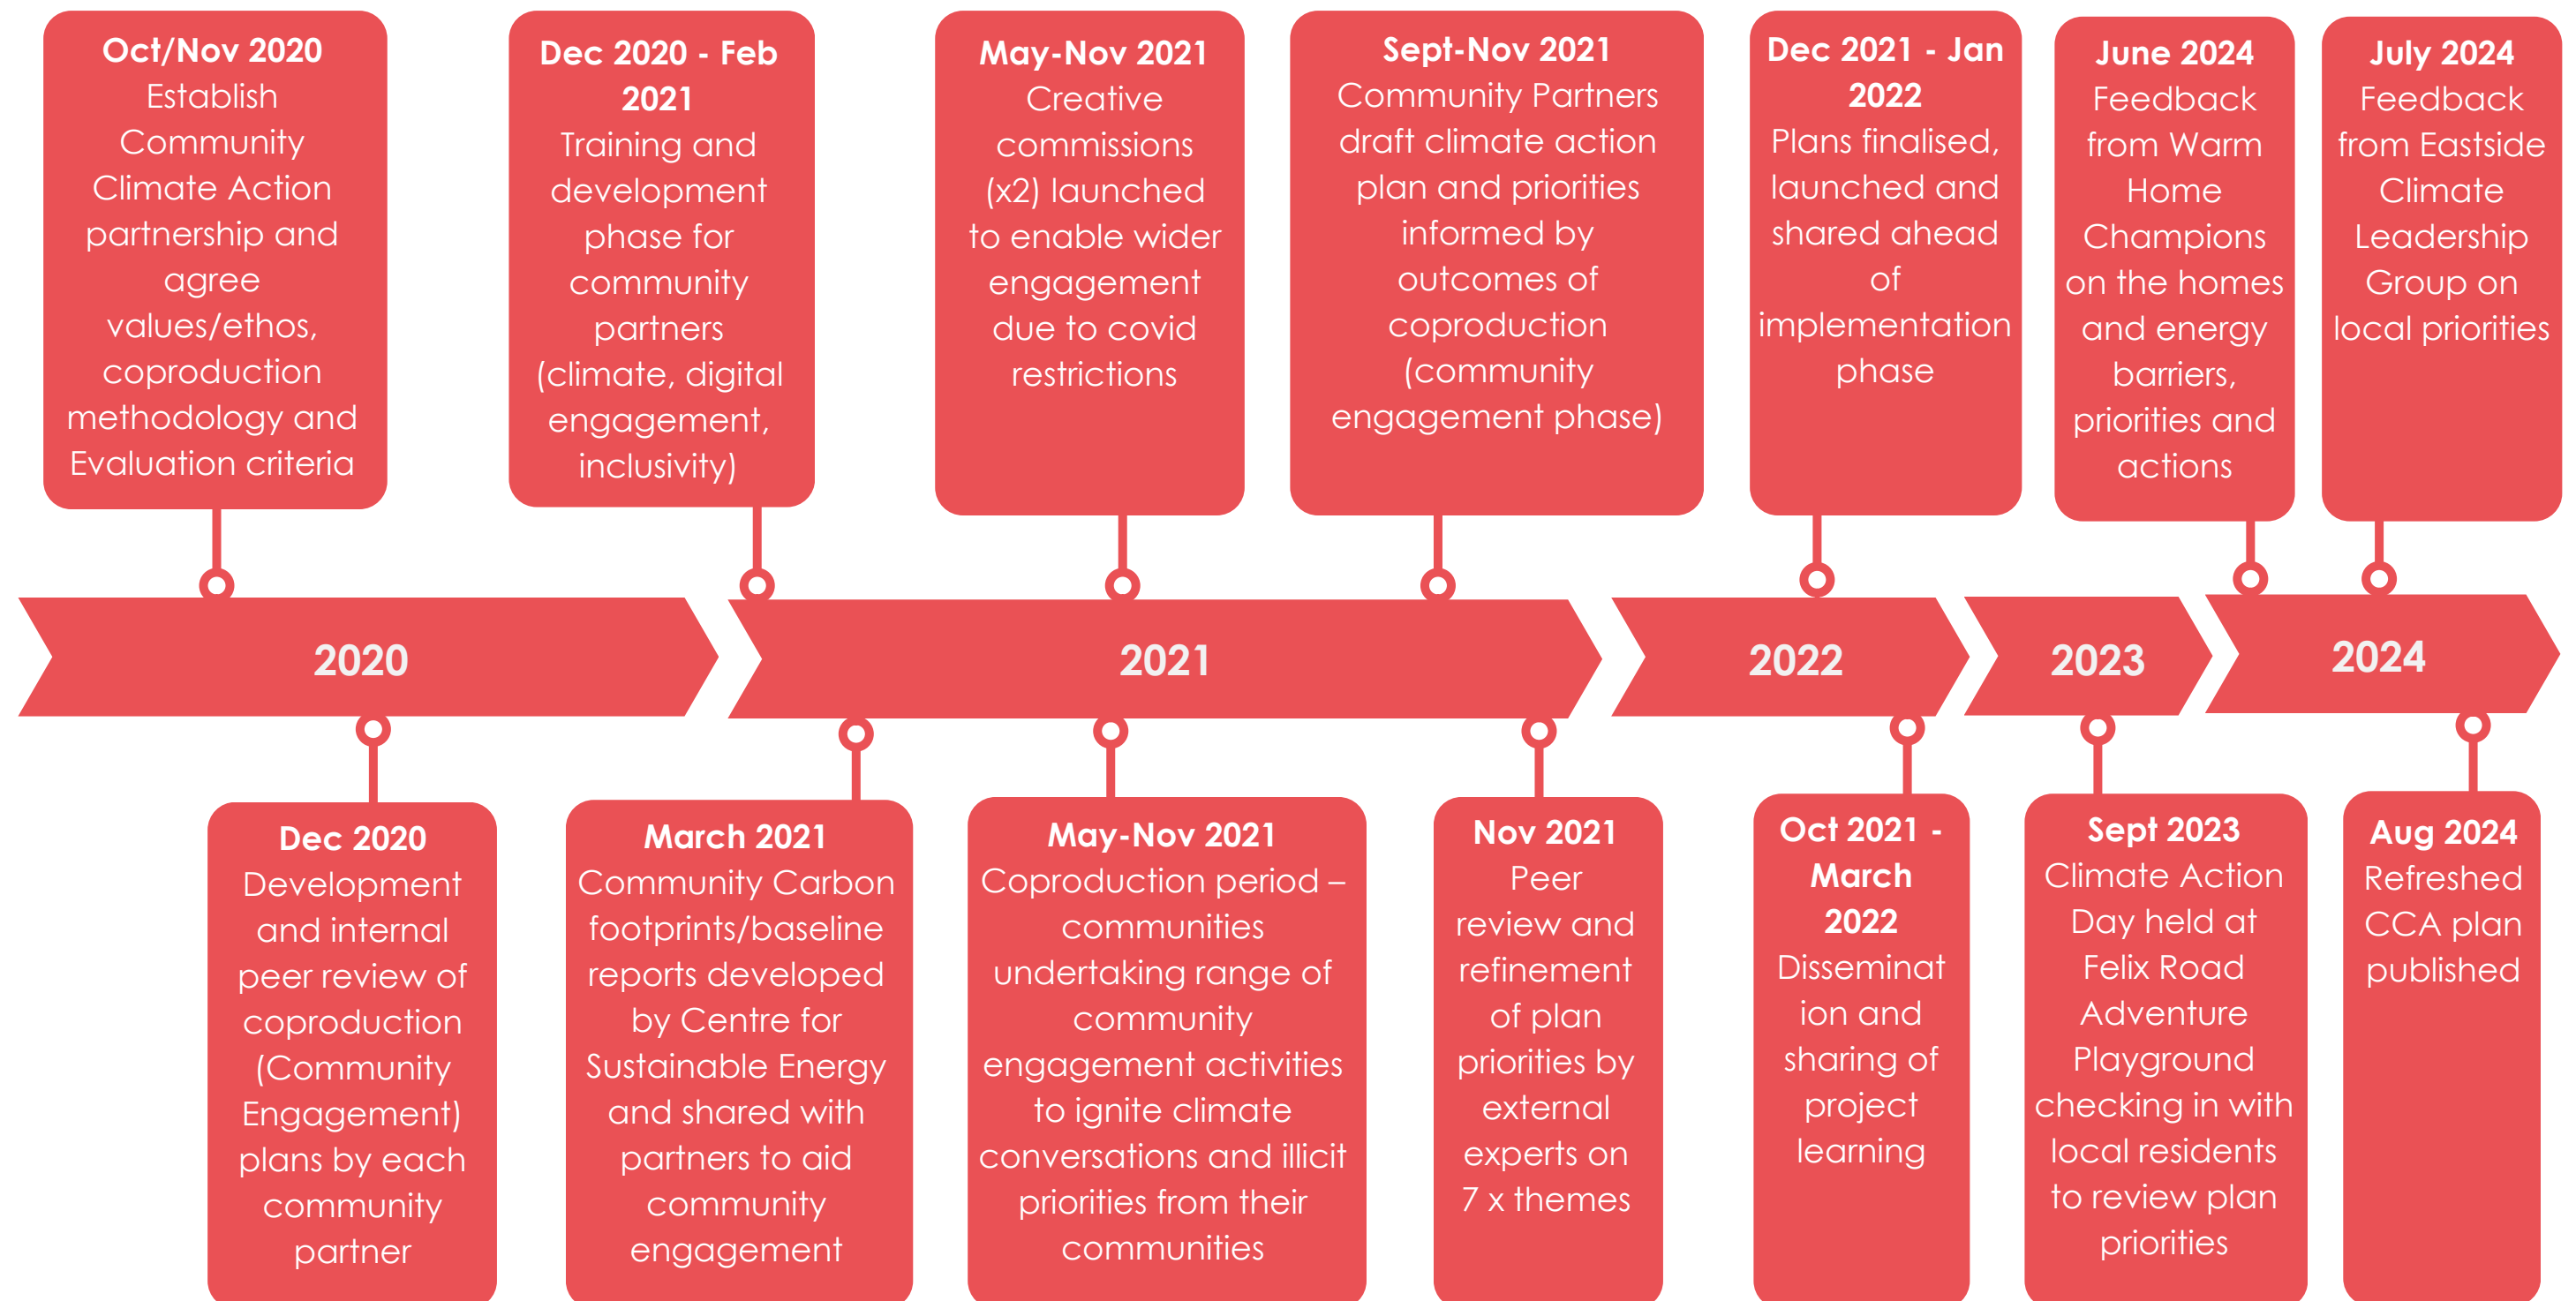 Oct/Nov 2020
Establish
Community
Climate Action
partnership and
agree
values/ethos,
coproduction
methodology and
Evaluation criteria
Dec 2020 - Feb
2021
Training and
development
phase for
community
partners
(climate, digital
engagement,
inclusivity)
May-Nov 2021
Creative
commissions
(x2) launched
to enable wider
engagement
due to covid
restrictions
Sept-Nov 2021
Community Partners
draft climate action
plan and priorities
informed by
outcomes of
coproduction
(community
engagement phase)
Dec 2021 - Jan
2022
Plans finalised,
launched and
shared ahead
of
implementation
phase
June 2024
Feedback
from Warm
Home
Champions
on the homes
and energy
barriers,
priorities and
actions
July 2024
Feedback
from Eastside
Climate
Leadership
Group on
local priorities
2020
2021
2022
2023
2024
Dec 2020
Development
and internal
peer review of
coproduction
(Community
Engagement)
plans by each
community
partner
March 2021
Community Carbon
footprints/baseline
reports developed
by Centre for
Sustainable Energy
and shared with
partners to aid
community
engagement
May-Nov 2021
Coproduction period –
communities
undertaking range of
community
engagement activities
to ignite climate
conversations and illicit
priorities from their
communities
Nov 2021
Peer
review and
refinement
of plan
priorities by
external
experts on
7 x themes
Oct 2021 -
March
2022
Disseminat
ion and
sharing of
project
learning
Sept 2023
Climate Action
Day held at
Felix Road
Adventure
Playground
checking in with
local residents
to review plan
priorities
Aug 2024
Refreshed
CCA plan
published